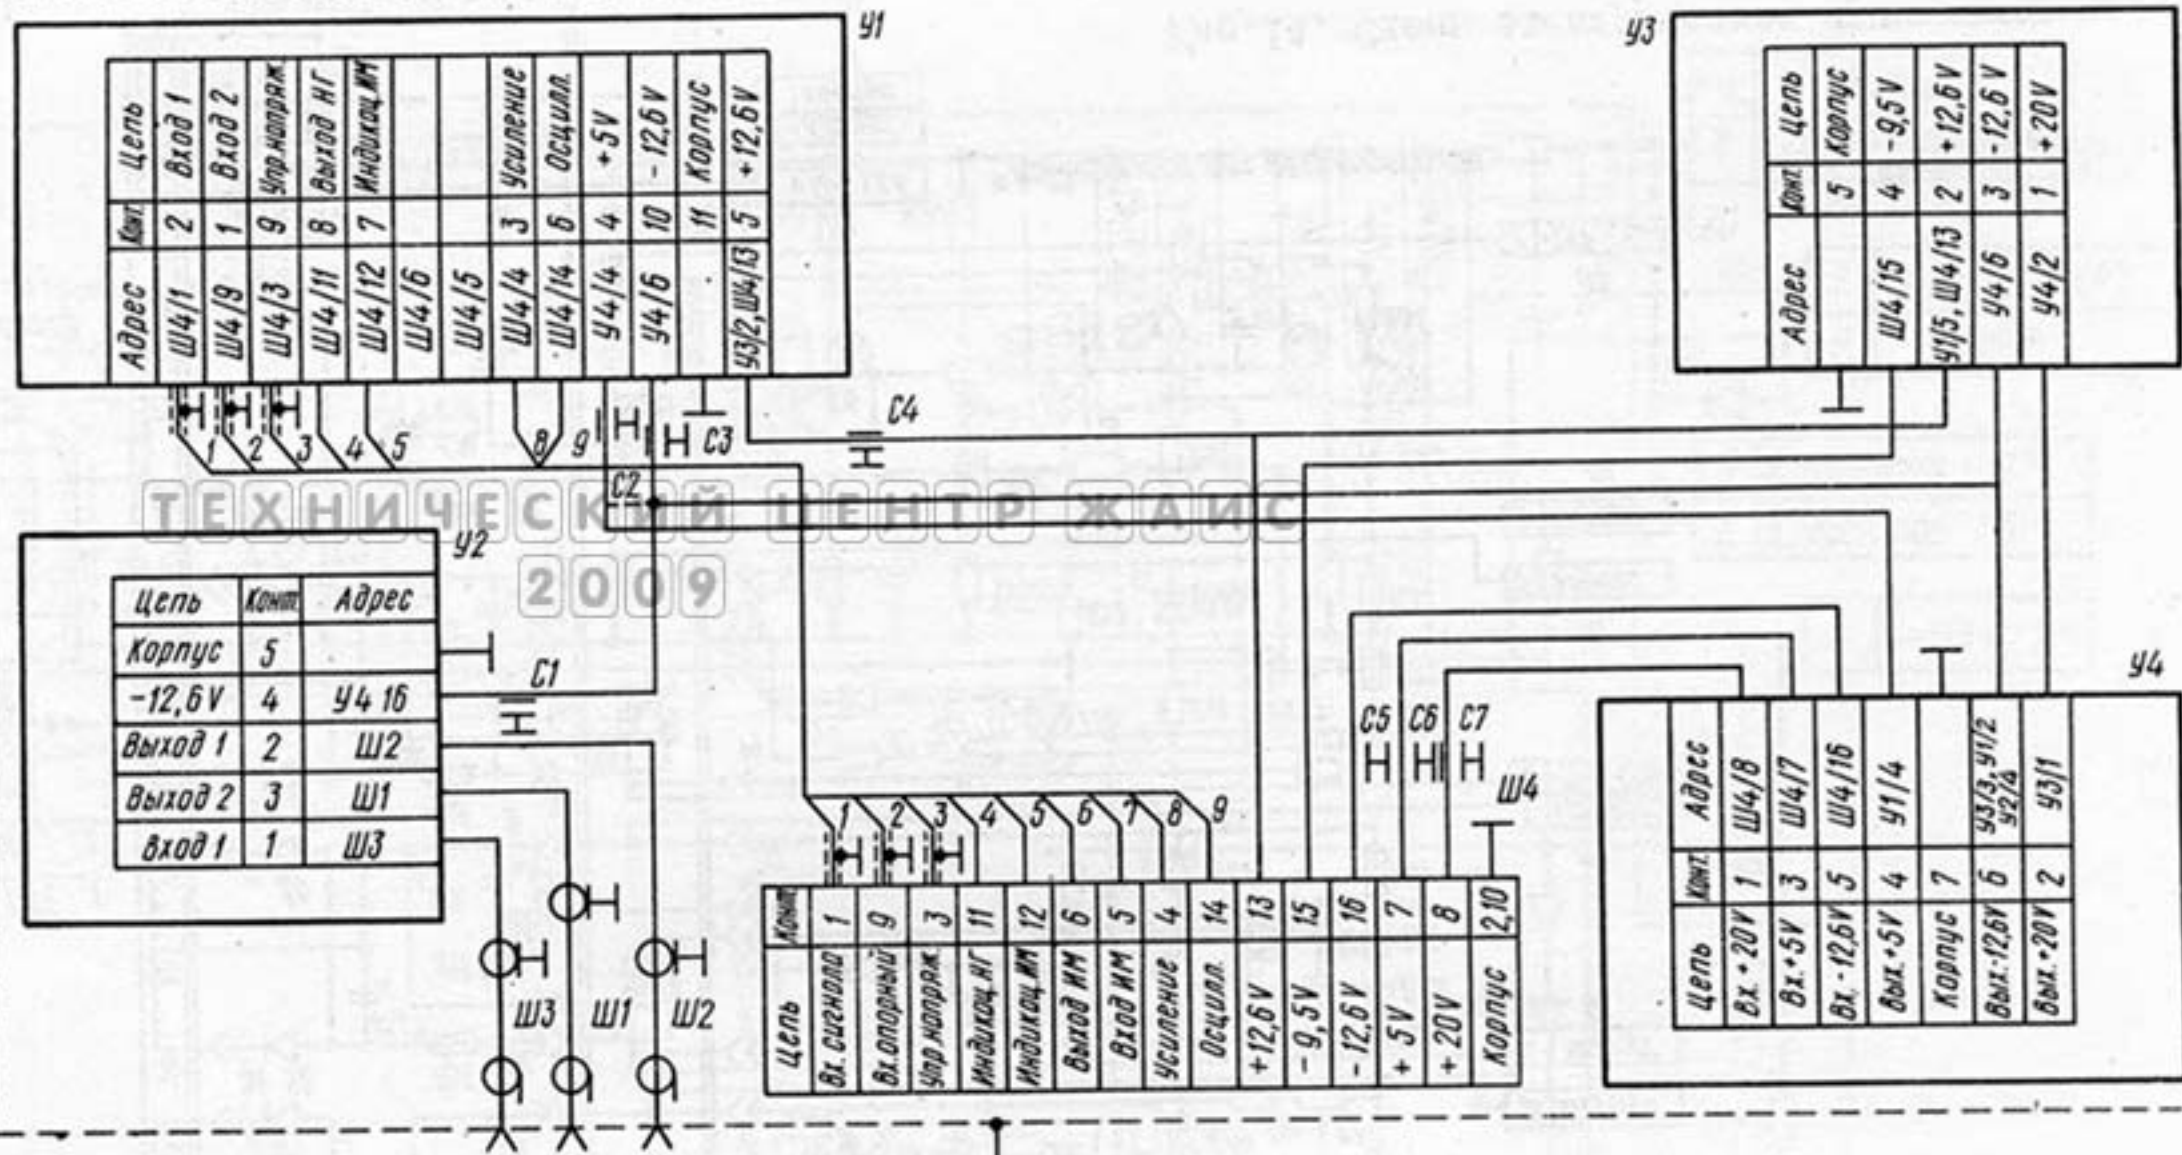 У1
Цепь Вход 1 Вход 2 Упр.напряж. Выход НГ Индикац.ИМ Усиление Осцилл. +5V -12,6V Корпус +12,6V
Конт. 2 1 9 8 7 3 6 4 10 11 5
Адрес Ш4/1 Ш4/9 Ш4/3 Ш4/11 Ш4/12 Ш4/6 Ш4/5 Ш4/4 Ш4/14 У4/4 У4/6 У3/2,Ш4/13
У3
Цепь Корпус -9,5V +12,6V -12,6V +20V
Конт. 5 4 2 3 1
Адрес Ш4/15 У1/5, Ш4/13 У4/6 У4/2
1 2 3 4 5 8 9 С3 С4
С2
ТЕХНИЧЕСКИЙ ЦЕНТР ЖАИС
2009
У2
Цепь Конт. Адрес
Корпус 5
-12,6V 4 У4 16
Выход 1 2 Ш2
Выход 2 3 Ш1
Вход 1 1 Ш3
С1
С5 С6 С7
Ш4
1 2 3 4 5 6 7 8 9
Конт. 1 9 3 11 12 6 5 4 14 13 15 16 7 8 2,10
Цепь Вх.сигнала Вх.опорный Упр.напряж. Индикац.НГ Индикац.ИМ Выход ИМ Вход ИМ Усиление Осцилл. +12,6V -9,5V -12,6V +5V +20V Корпус
Ш3 Ш1 Ш2
У4
Адрес Ш4/8 Ш4/7 Ш4/16 У1/4 У3/3, У1/2 У2/4 У3/1
Конт. 1 3 5 4 7 6 2
Цепь Вх.+20V Вх.+5V Вх.-12,6V Вых.+5V Корпус Вых.-12,6V Вых.+20V